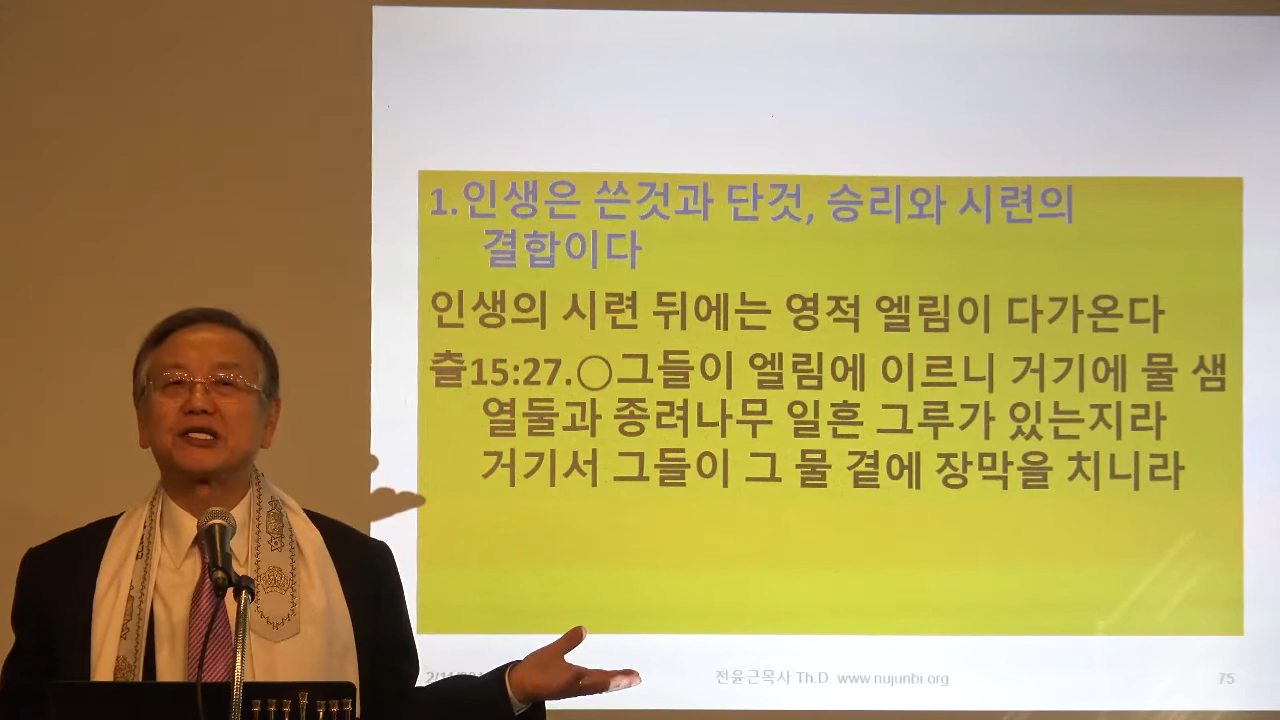 1.인생은 쓴것과 단것, 승리와 시련의
결합이다
인생의 시련 뒤에는 영적 엘림이 다가온다
출15:27.○그들이 엘림에 이르니 거기에 물 샘
열둘과 종려나무 일흔 그루가 있는지라
거기서 그들이 그 물 곁에 장막을 치니라
전윤근목사 Th.D. www.nujunbi.org
75